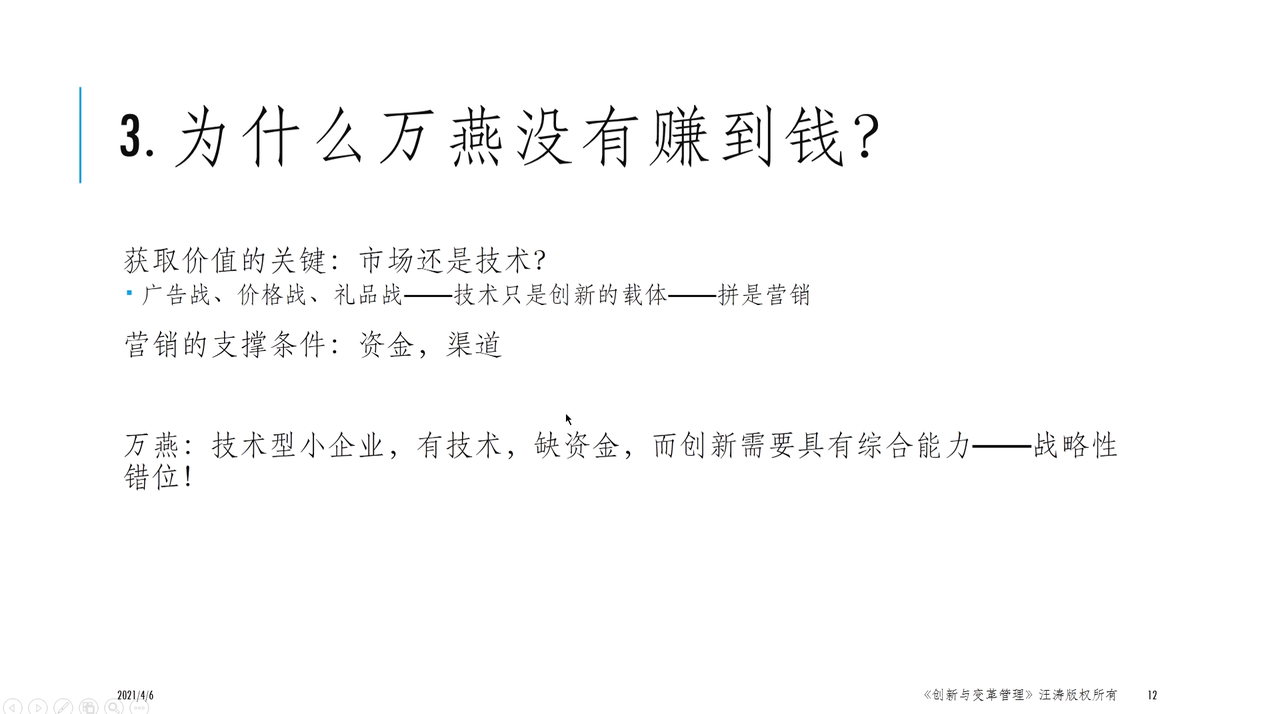 3. 为什么万燕没有赚到钱?
获取价值的关键：市场还是技术?
广告战、价格战、礼品战——技术只是创新的载体——拼是营销
营销的支撑条件：资金，渠道
万燕：技术型小企业，有技术，缺资金，而创新需要具有综合能力——战略性
错位!
2021/4/6
《创新与变革管理》汪涛版权所有
12